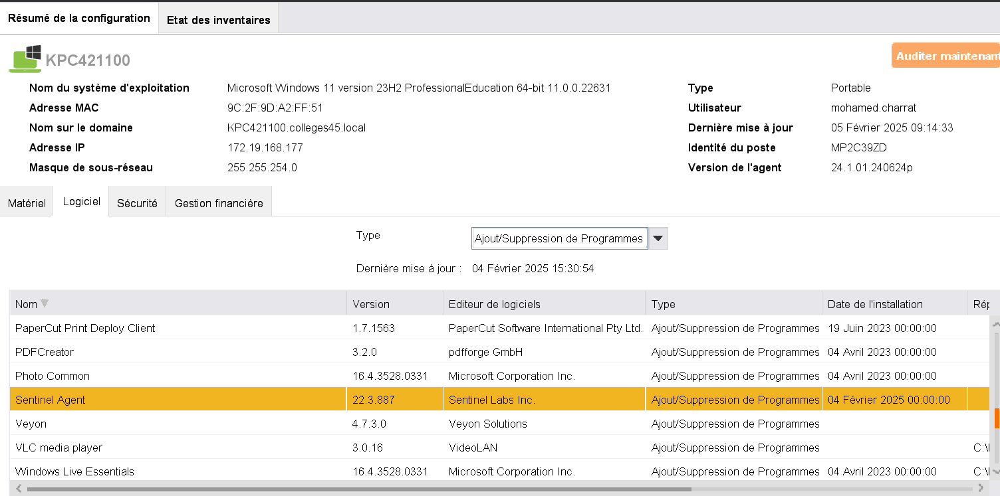 Résumé de la configuration Etat des inventaires
KPC421100 Auditer maintenant
Nom du système d'exploitation Microsoft Windows 11 version 23H2 ProfessionalEducation 64-bit 11.0.0.22631 Type Portable
Adresse MAC 9C:2F:9D:A2:FF:51 Utilisateur mohamed.charrat
Nom sur le domaine KPC421100.colleges45.local Dernière mise à jour 05 Février 2025 09:14:33
Adresse IP 172.19.168.177 Identité du poste MP2C39ZD
Masque de sous-réseau 255.255.254.0 Version de l'agent 24.1.01.240624p
Matériel Logiciel Sécurité Gestion financière
Type Ajout/Suppression de Programmes
Dernière mise à jour : 04 Février 2025 15:30:54
Nom Version Editeur de logiciels Type Date de l'installation Rép
PaperCut Print Deploy Client 1.7.1563 PaperCut Software International Pty Ltd. Ajout/Suppression de Programmes 19 Juin 2023 00:00:00
PDFCreator 3.2.0 pdfforge GmbH Ajout/Suppression de Programmes 04 Avril 2023 00:00:00
Photo Common 16.4.3528.0331 Microsoft Corporation Inc. Ajout/Suppression de Programmes 04 Avril 2023 00:00:00
Sentinel Agent 22.3.887 Sentinel Labs Inc. Ajout/Suppression de Programmes 04 Février 2025 00:00:00
Veyon 4.7.3.0 Veyon Solutions Ajout/Suppression de Programmes
VLC media player 3.0.16 VideoLAN Ajout/Suppression de Programmes C:\
Windows Live Essentials 16.4.3528.0331 Microsoft Corporation Inc. Ajout/Suppression de Programmes 04 Avril 2023 00:00:00 C:\